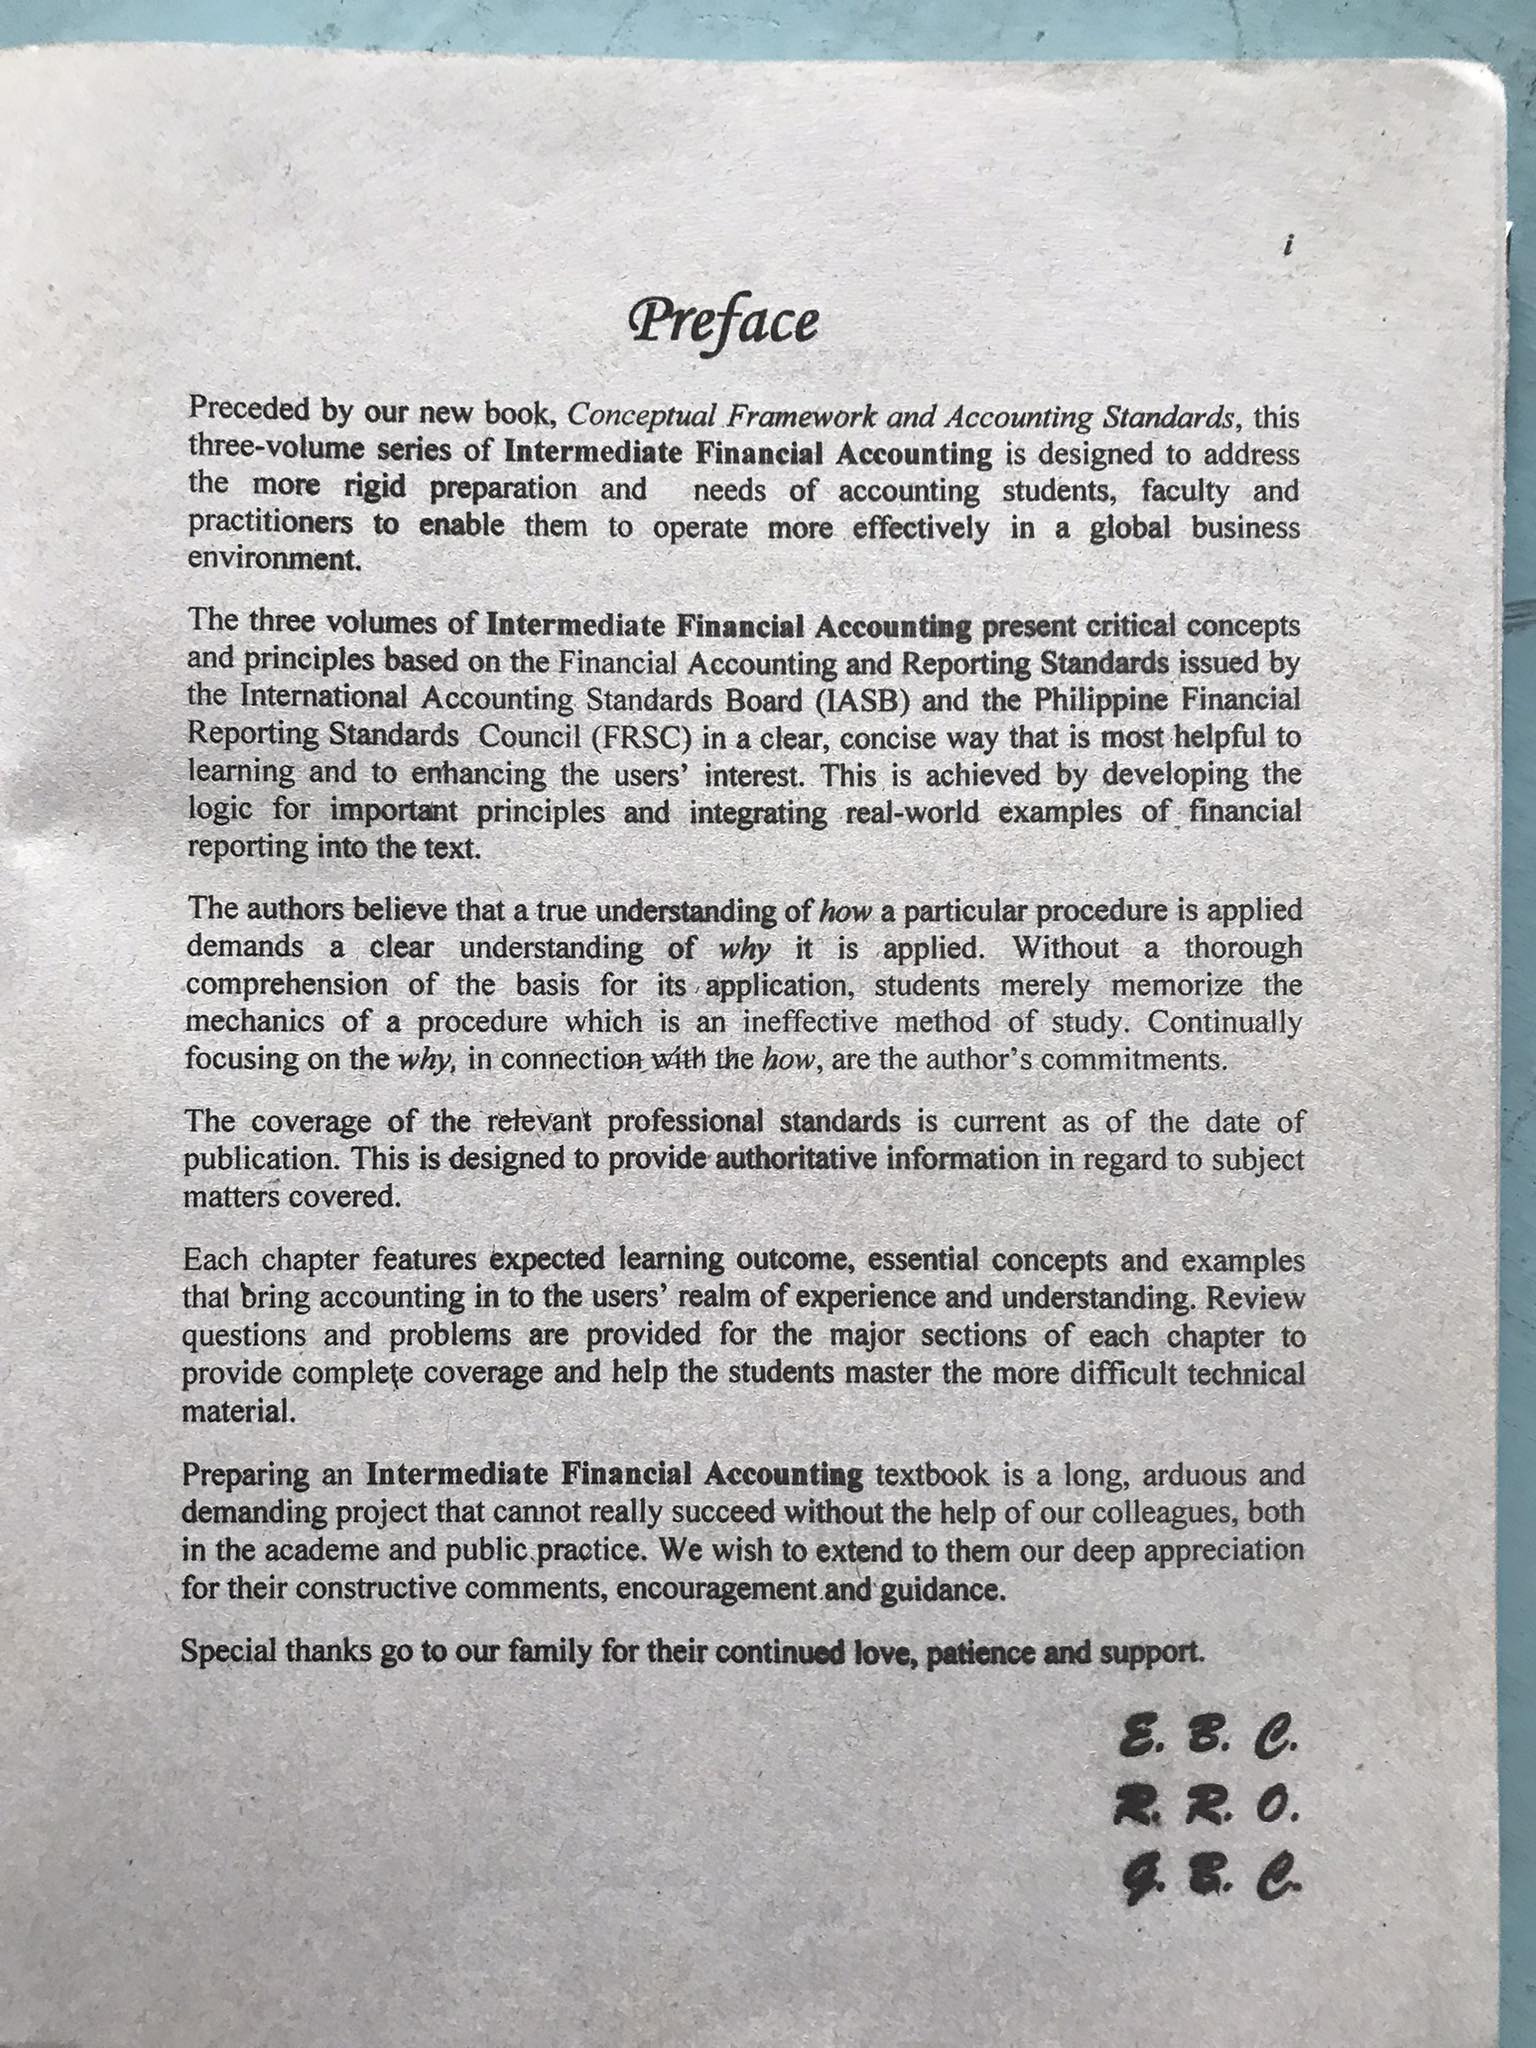 i
Preface
Preceded by our new book, Conceptual Framework and Accounting Standards, this
three-volume series of Intermediate Financial Accounting is designed to address
the more rigid preparation and needs of accounting students, faculty and
practitioners to enable them to operate more effectively in a global business
environment.
The three volumes of Intermediate Financial Accounting present critical concepts
and principles based on the Financial Accounting and Reporting Standards issued by
the International Accounting Standards Board (IASB) and the Philippine Financial
Reporting Standards Council (FRSC) in a clear, concise way that is most helpful to
learning and to enhancing the users' interest. This is achieved by developing the
logic for important principles and integrating real-world examples of financial
reporting into the text.
The authors believe that a true understanding of how a particular procedure is applied
demands a clear understanding of why it is applied. Without a thorough
comprehension of the basis for its application, students merely memorize the
mechanics of a procedure which is an ineffective method of study. Continually
focusing on the why, in connection with the how, are the author's commitments.
The coverage of the relevant professional standards is current as of the date of
publication. This is designed to provide authoritative information in regard to subject
matters covered.
Each chapter features expected learning outcome, essential concepts and examples
that bring accounting in to the users' realm of experience and understanding. Review
questions and problems are provided for the major sections of each chapter to
provide complete coverage and help the students master the more difficult technical
material.
Preparing an Intermediate Financial Accounting textbook is a long, arduous and
demanding project that cannot really succeed without the help of our colleagues, both
in the academe and public practice. We wish to extend to them our deep appreciation
for their constructive comments, encouragement and guidance.
Special thanks go to our family for their continued love, patience and support.
E. B. C.
R. R. O.
G. B. C.